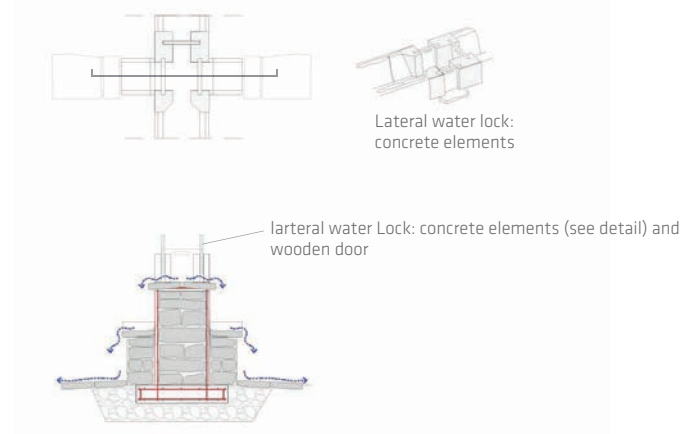 Lateral water lock:
concrete elements
larteral water Lock: concrete elements (see detail) and
wooden door